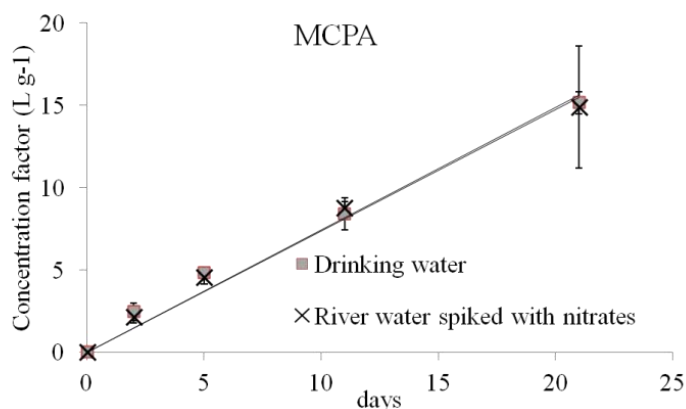 MCPA
Concentration factor (L g-1)
20
15
10
5
0
Drinking water
River water spiked with nitrates
0 5 10 15 20 25
days